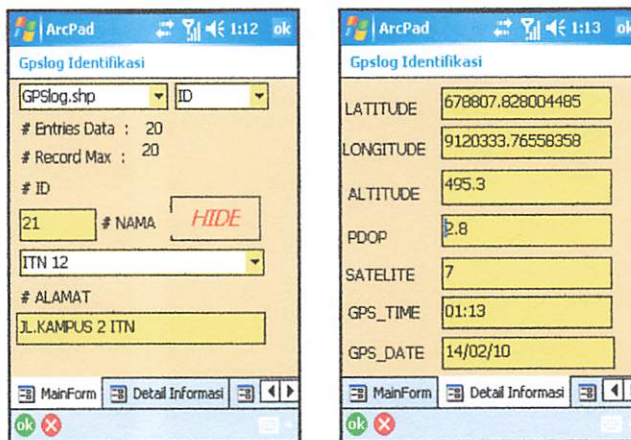 ArcPad 1:12 ok
Gpslog Identifikasi
GPSlog.shp ID
# Entries Data : 20
# Record Max : 20
# ID
21 # NAMA HIDE
ITN 12
# ALAMAT
JL.KAMPUS 2 ITN
MainForm Detail Informasi
ok
ArcPad 1:13 ok
Gpslog Identifikasi
LATITUDE 678807.828004485
LONGITUDE 9120333.76558358
ALTITUDE 495.3
PDOP 2.8
SATELITE 7
GPS_TIME 01:13
GPS_DATE 14/02/10
MainForm Detail Informasi
ok